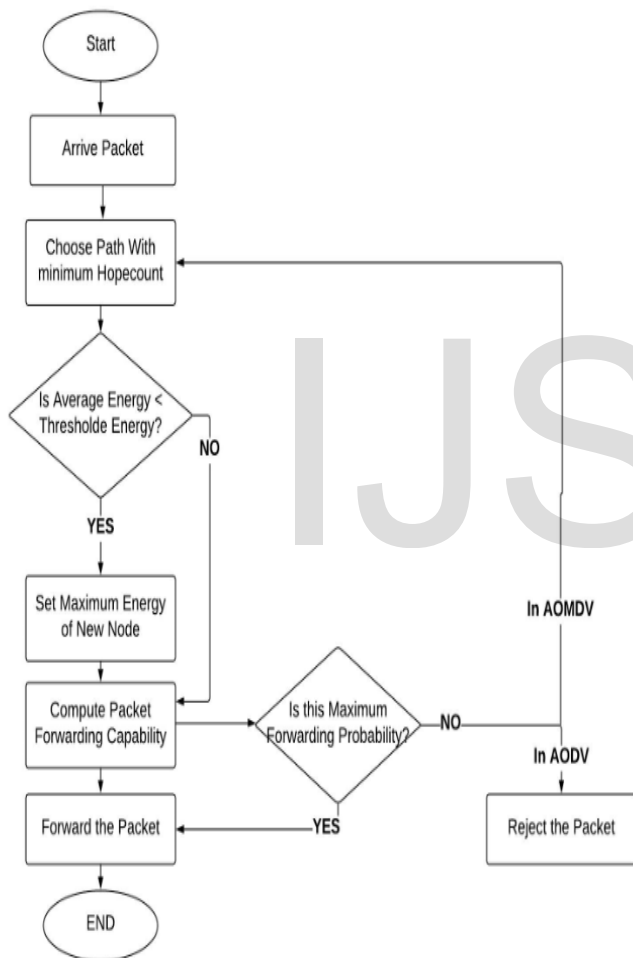 Start
Arrive Packet
Choose Path With
minimum Hopecount
Is Average Energy <
Thresholde Energy?
NO
YES
Set Maximum Energy
of New Node
In AOMDV
Compute Packet
Forwarding Capability
Is this Maximum
Forwarding Probability?
NO
In AODV
Forward the Packet
YES
Reject the Packet
END
IJS